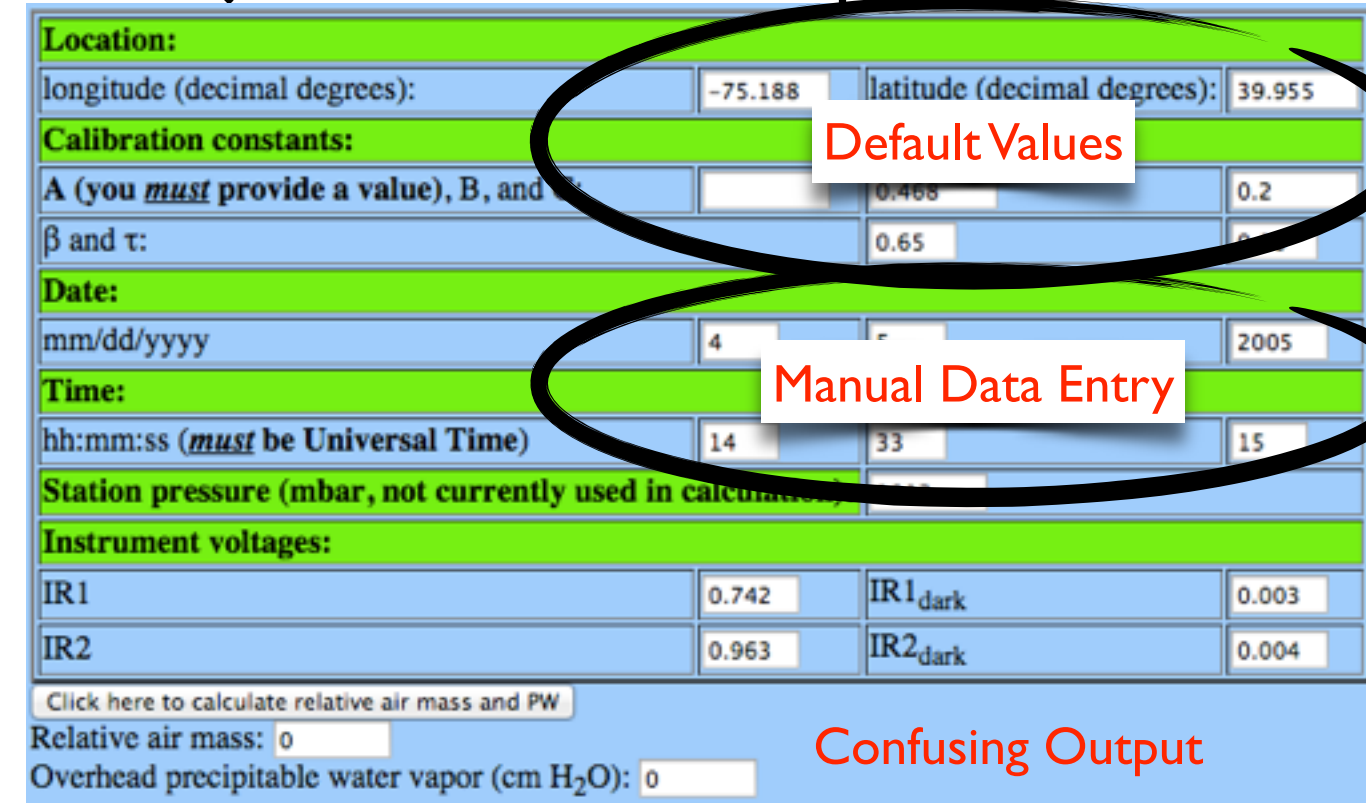 Location:
longitude (decimal degrees): -75.188 latitude (decimal degrees): 39.955
Default Values
Calibration constants:
A (you must provide a value), B, and 0.468 0.2
β and τ: 0.65
Date:
mm/dd/yyyy 4 2005
Manual Data Entry
Time:
hh:mm:ss (must be Universal Time) 14 33 15
Station pressure (mbar, not currently used in calculation)
Instrument voltages:
IR1 0.742 IR1dark 0.003
IR2 0.963 IR2dark 0.004
Click here to calculate relative air mass and PW
Relative air mass: 0
Confusing Output
Overhead precipitable water vapor (cm H₂O): 0